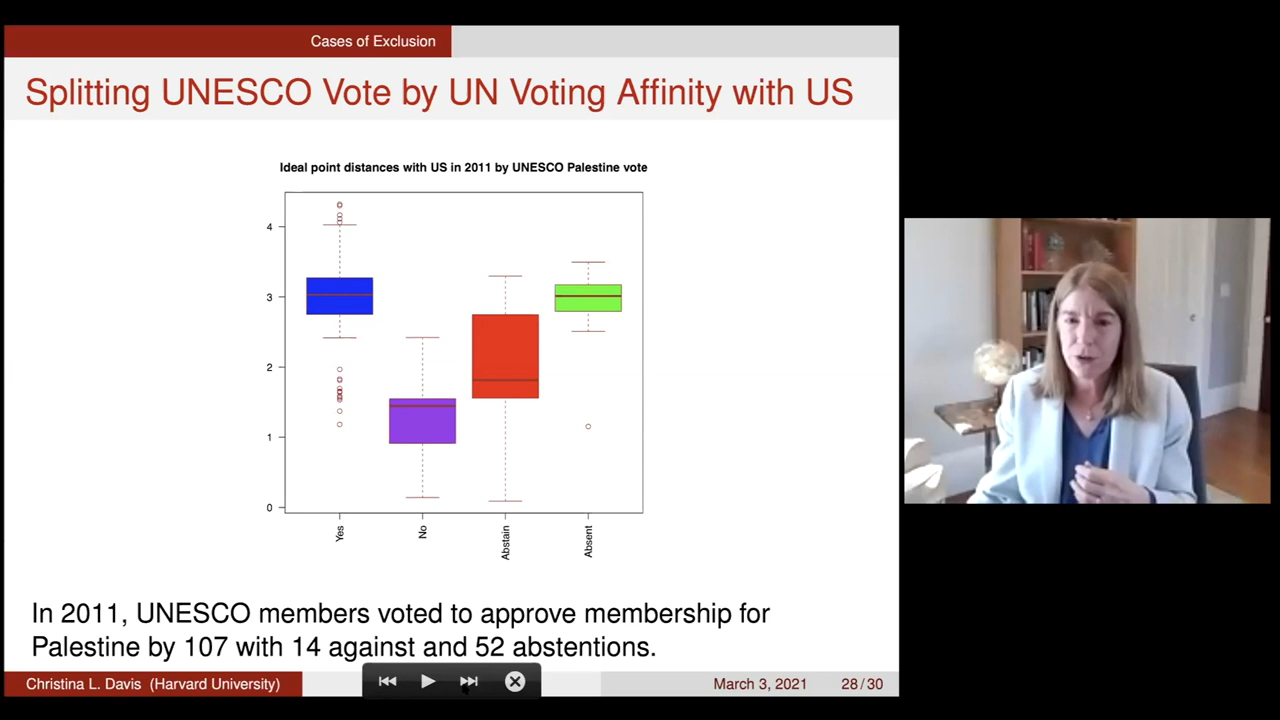 Cases of Exclusion
Splitting UNESCO Vote by UN Voting Affinity with US
Ideal point distances with US in 2011 by UNESCO Palestine vote
4
3
2
1
0
Yes
No
Abstain
Absent
In 2011, UNESCO members voted to approve membership for
Palestine by 107 with 14 against and 52 abstentions.
Christina L. Davis (Harvard University)
March 3, 2021
28/30